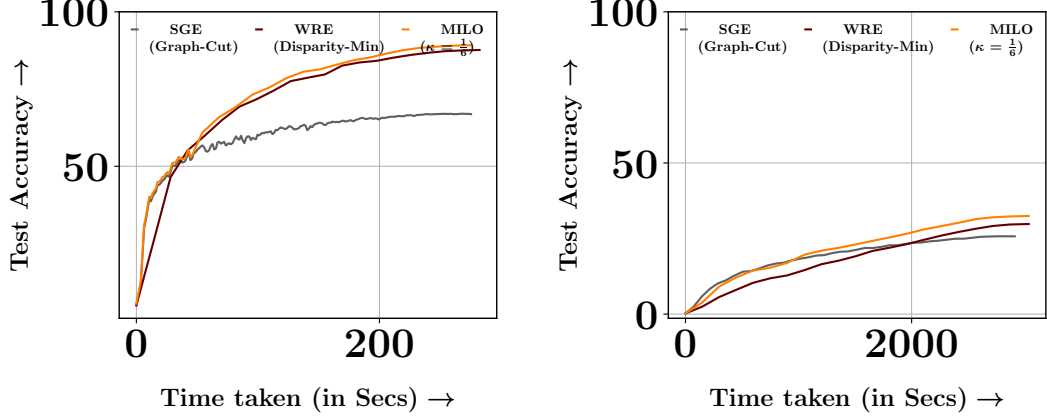 100
SGE WRE MILO
(Graph-Cut) (Disparity-Min) (κ = 1/6)
50
Test Accuracy →
0 200
Time taken (in Secs) →
100
SGE WRE MILO
(Graph-Cut) (Disparity-Min) (κ = 1/6)
50
0
Test Accuracy →
0 2000
Time taken (in Secs) →